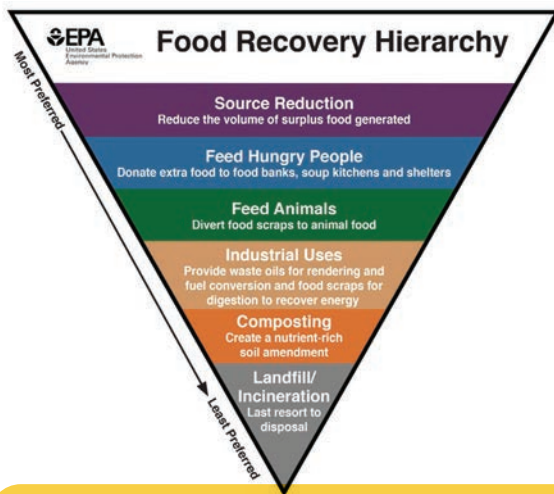 EPA
United States
Environmental Protection
Agency
Food Recovery Hierarchy
Most Preferred
Source Reduction
Reduce the volume of surplus food generated
Feed Hungry People
Donate extra food to food banks, soup kitchens and shelters
Feed Animals
Divert food scraps to animal food
Industrial Uses
Provide waste oils for rendering and
fuel conversion and food scraps for
digestion to recover energy
Composting
Create a nutrient-rich
soil amendment
Landfill/
Incineration
Last resort to
disposal
Least Preferred